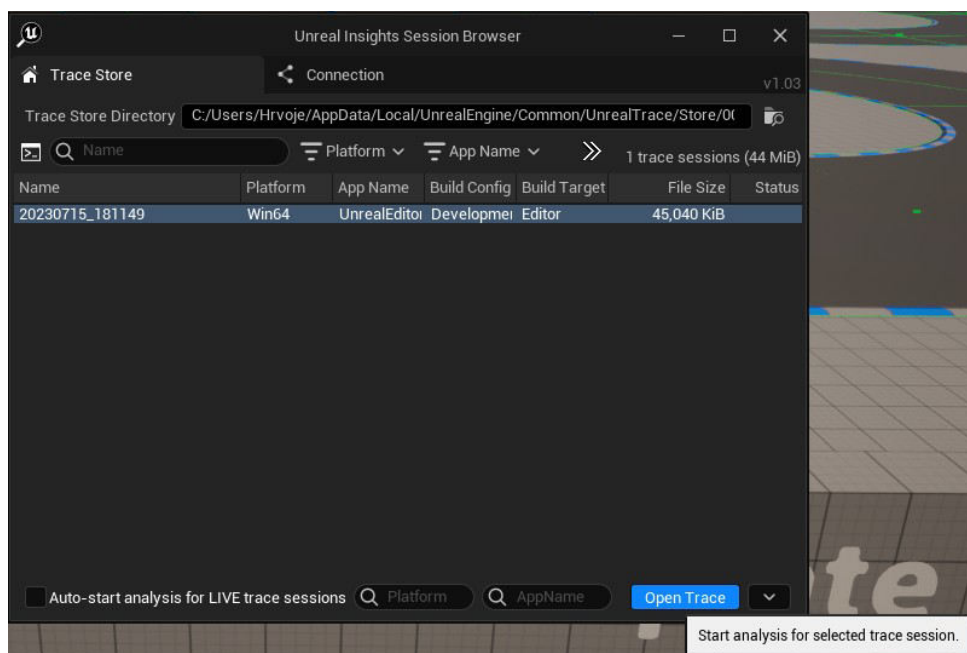 Unreal Insights Session Browser
Trace Store
Connection
v1.03
Trace Store Directory C:/Users/Hrvoje/AppData/Local/UnrealEngine/Common/UnrealTrace/Store/00
Name Platform App Name 1 trace sessions (44 MiB)
Name Platform App Name Build Config Build Target File Size Status
20230715_181149 Win64 UnrealEditor Developmen Editor 45,040 KiB
Auto-start analysis for LIVE trace sessions Platform AppName Open Trace
Start analysis for selected trace session.